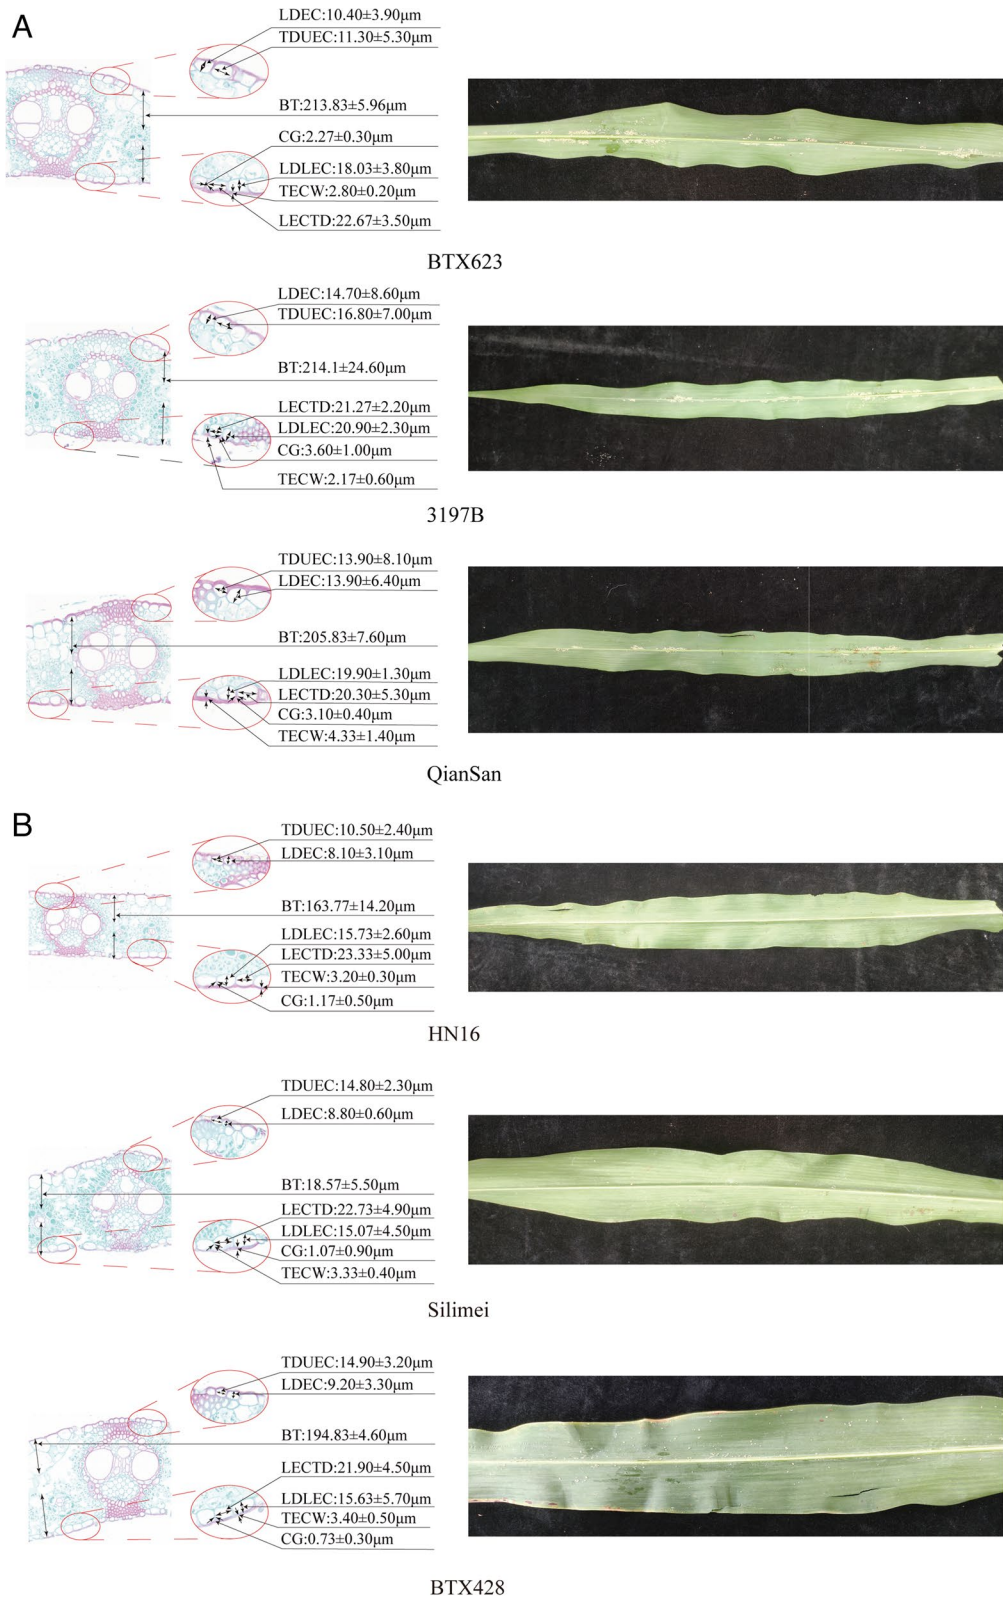 A
LDEC:10.40±3.90μm
TDUEC:11.30±5.30μm
BT:213.83±5.96μm
CG:2.27±0.30μm
LDLEC:18.03±3.80μm
TECW:2.80±0.20μm
LECTD:22.67±3.50μm
BTX623
LDEC:14.70±8.60μm
TDUEC:16.80±7.00μm
BT:214.1±24.60μm
LECTD:21.27±2.20μm
LDLEC:20.90±2.30μm
CG:3.60±1.00μm
TECW:2.17±0.60μm
3197B
TDUEC:13.90±8.10μm
LDEC:13.90±6.40μm
BT:205.83±7.60μm
LDLEC:19.90±1.30μm
LECTD:20.30±5.30μm
CG:3.10±0.40μm
TECW:4.33±1.40μm
QianSan
B
TDUEC:10.50±2.40μm
LDEC:8.10±3.10μm
BT:163.77±14.20μm
LDLEC:15.73±2.60μm
LECTD:23.33±5.00μm
TECW:3.20±0.30μm
CG:1.17±0.50μm
HN16
TDUEC:14.80±2.30μm
LDEC:8.80±0.60μm
BT:18.57±5.50μm
LECTD:22.73±4.90μm
LDLEC:15.07±4.50μm
CG:1.07±0.90μm
TECW:3.33±0.40μm
Silimei
TDUEC:14.90±3.20μm
LDEC:9.20±3.30μm
BT:194.83±4.60μm
LECTD:21.90±4.50μm
LDLEC:15.63±5.70μm
TECW:3.40±0.50μm
CG:0.73±0.30μm
BTX428